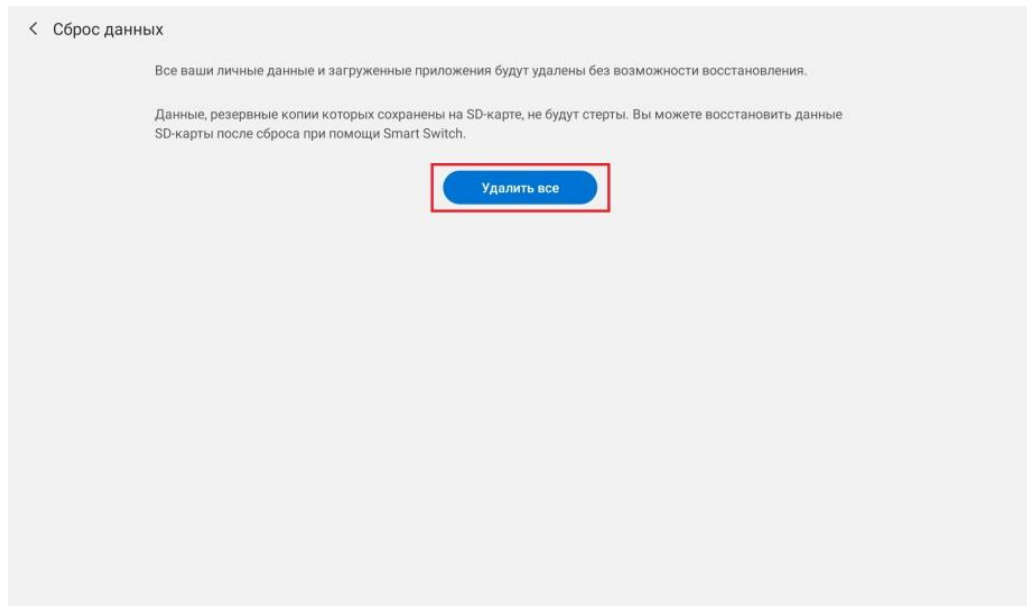 Сброс данных
Все ваши личные данные и загруженные приложения будут удалены без возможности восстановления.
Данные, резервные копии которых сохранены на SD-карте, не будут стерты. Вы можете восстановить данные
SD-карты после сброса при помощи Smart Switch.
Удалить все